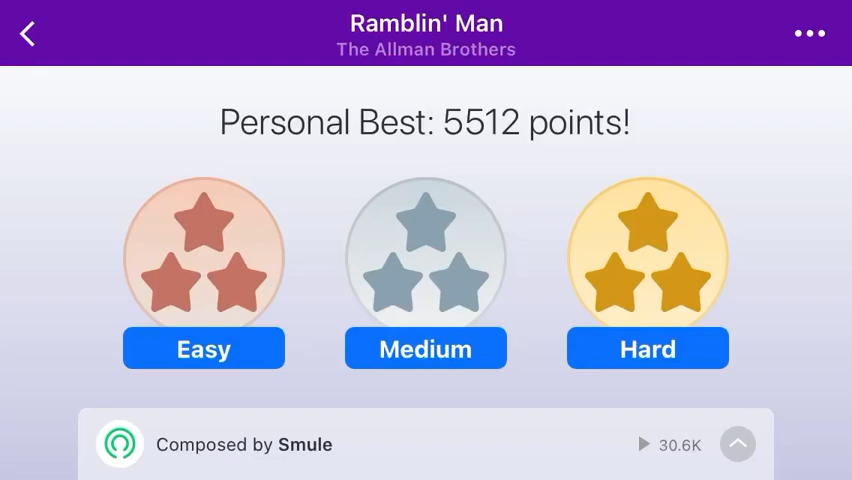 Ramblin' Man
The Allman Brothers
Personal Best: 5512 points!
Easy
Medium
Hard
Composed by Smule
30.6K